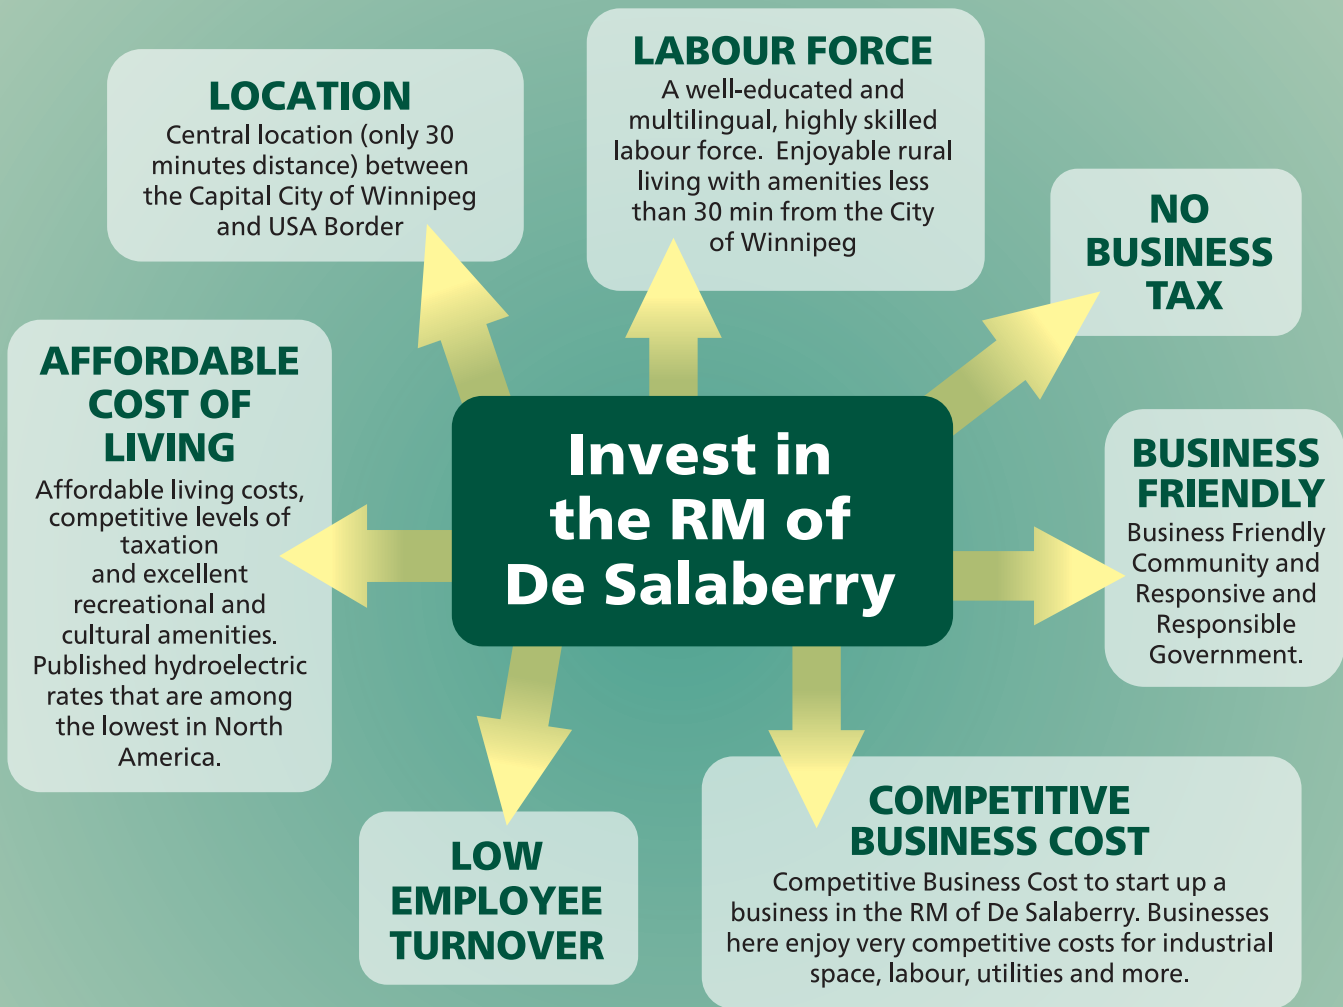 LOCATION
Central location (only 30
minutes distance) between
the Capital City of Winnipeg
and USA Border
LABOUR FORCE
A well-educated and
multilingual, highly skilled
labour force.  Enjoyable rural
living with amenities less
than 30 min from the City
of Winnipeg
NO
BUSINESS
TAX
AFFORDABLE
COST OF
LIVING
Affordable living costs,
competitive levels of
taxation
and excellent
recreational and
cultural amenities.
Published hydroelectric
rates that are among
the lowest in North
America.
Invest in
the RM of
De Salaberry
BUSINESS
FRIENDLY
Business Friendly
Community and
Responsive and
Responsible
Government.
LOW
EMPLOYEE
TURNOVER
COMPETITIVE
BUSINESS COST
Competitive Business Cost to start up a
business in the RM of De Salaberry. Businesses
here enjoy very competitive costs for industrial
space, labour, utilities and more.